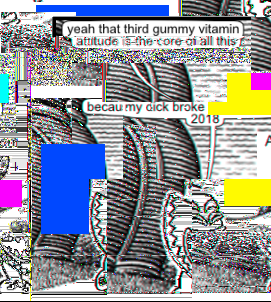 yeah that third gummy vitamin
attitude is the core of all this
becau my dick broke
2018
A